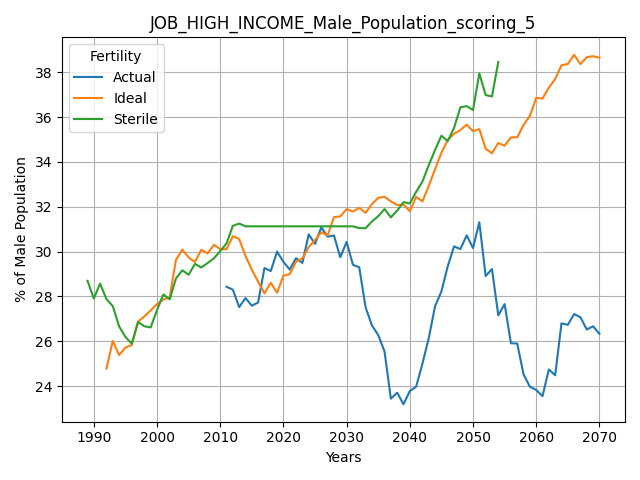 JOB_HIGH_INCOME_Male_Population_scoring_5
Fertility
Actual
Ideal
Sterile
% of Male Population
38
36
34
32
30
28
26
24
1990 2000 2010 2020 2030 2040 2050 2060 2070
Years